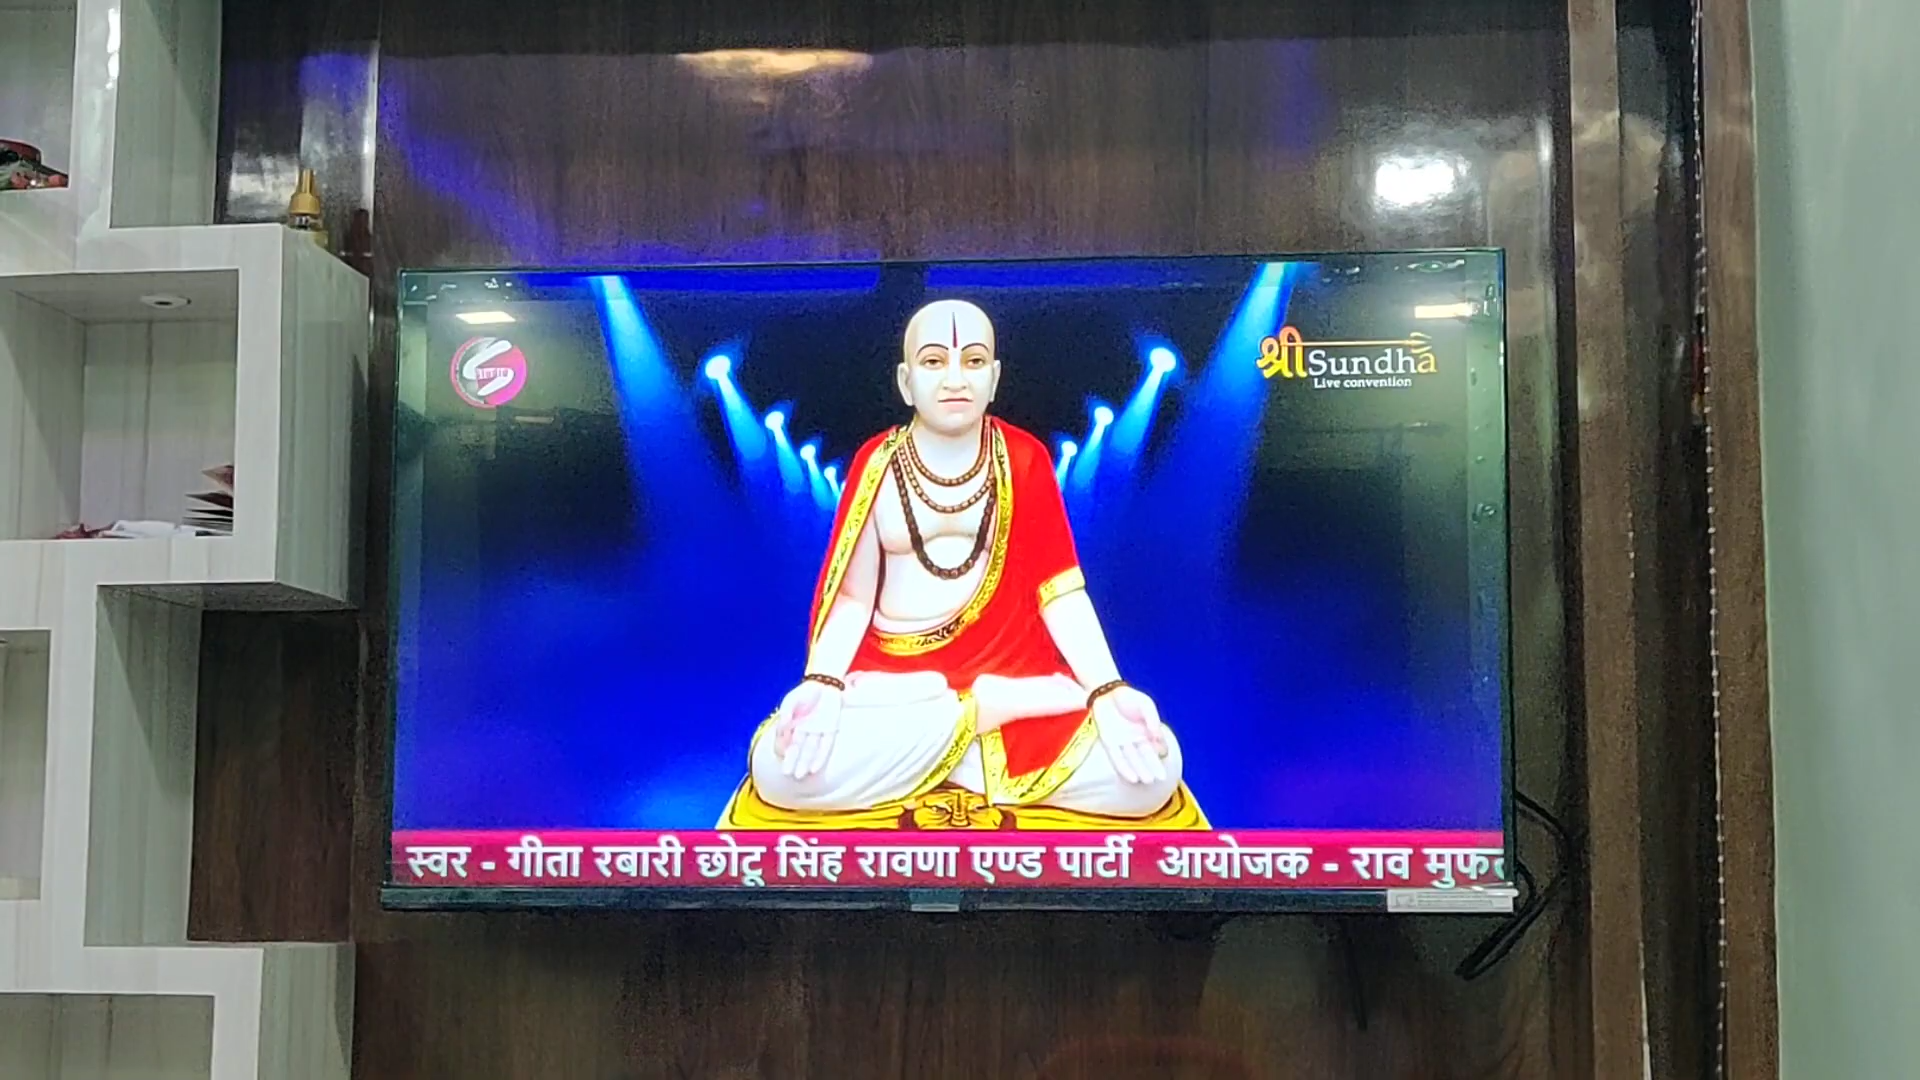 श्री Sundha
Live convention
स्वर - गीता रबारी छोटू सिंह रावणा एण्ड पार्टी आयोजक - राव